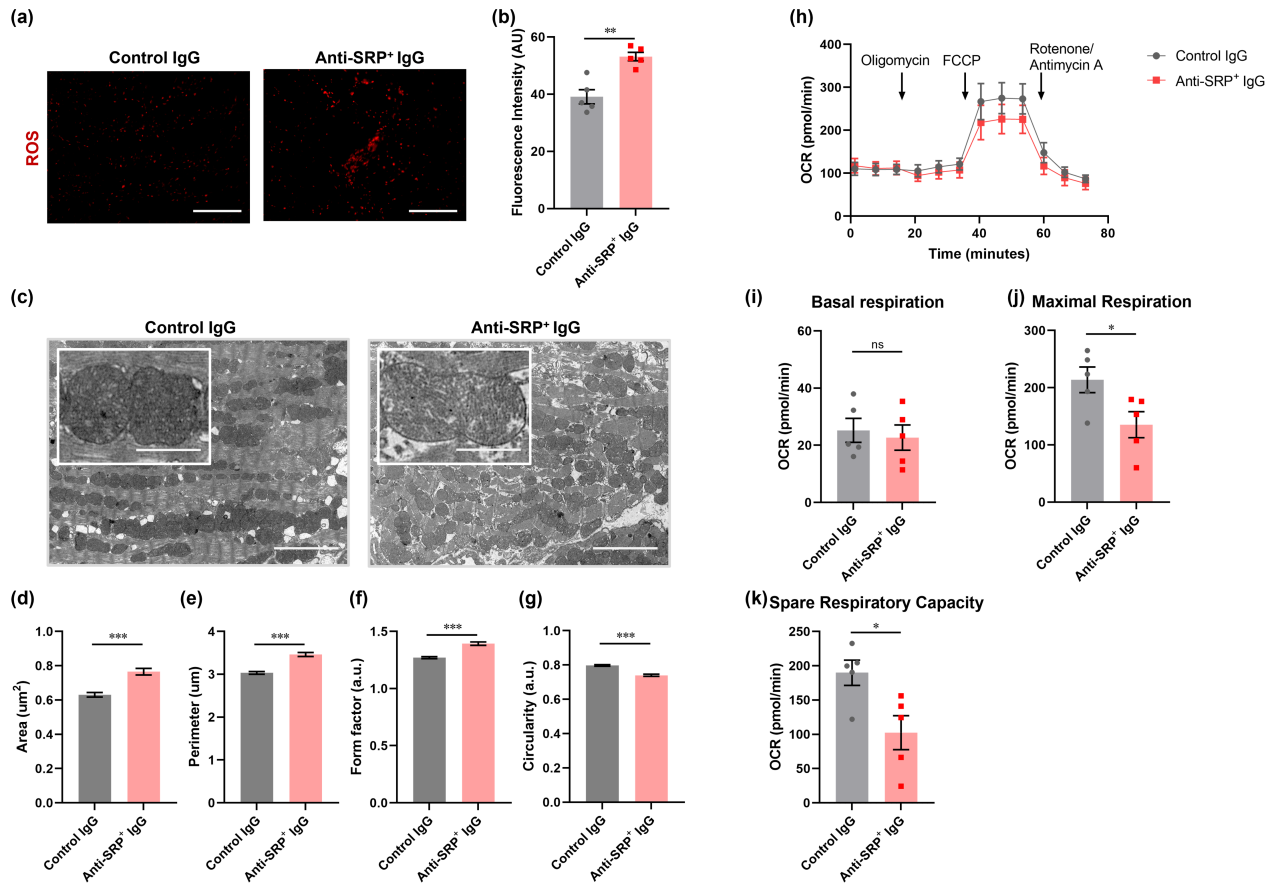 (a)
Control IgG
Anti-SRP⁺ IgG
ROS
(b)
Fluorescence Intensity (AU)
60
40
20
0
**
Control IgG
Anti-SRP⁺ IgG
(h)
OCR (pmol/min)
400
300
200
100
0
0
20
40
60
80
Time (minutes)
Oligomycin
FCCP
Rotenone/
Antimycin A
Control IgG
Anti-SRP⁺ IgG
(c)
Control IgG
Anti-SRP⁺ IgG
(i)
Basal respiration
OCR (pmol/min)
60
40
20
0
ns
Control IgG
Anti-SRP⁺ IgG
(j)
Maximal Respiration
OCR (pmol/min)
300
200
100
0
*
Control IgG
Anti-SRP⁺ IgG
(d)
Area (um²)
1.0
0.8
0.6
0.4
0.2
0.0
***
Control IgG
Anti-SRP⁺ IgG
(e)
Perimeter (um)
4
3
2
1
0
***
Control IgG
Anti-SRP⁺ IgG
(f)
Form factor (a.u.)
1.5
1.0
0.5
0.0
***
Control IgG
Anti-SRP⁺ IgG
(g)
Circularity (a.u.)
1.0
0.8
0.6
0.4
0.2
0.0
***
Control IgG
Anti-SRP⁺ IgG
(k)
Spare Respiratory Capacity
OCR (pmol/min)
250
200
150
100
50
0
*
Control IgG
Anti-SRP⁺ IgG